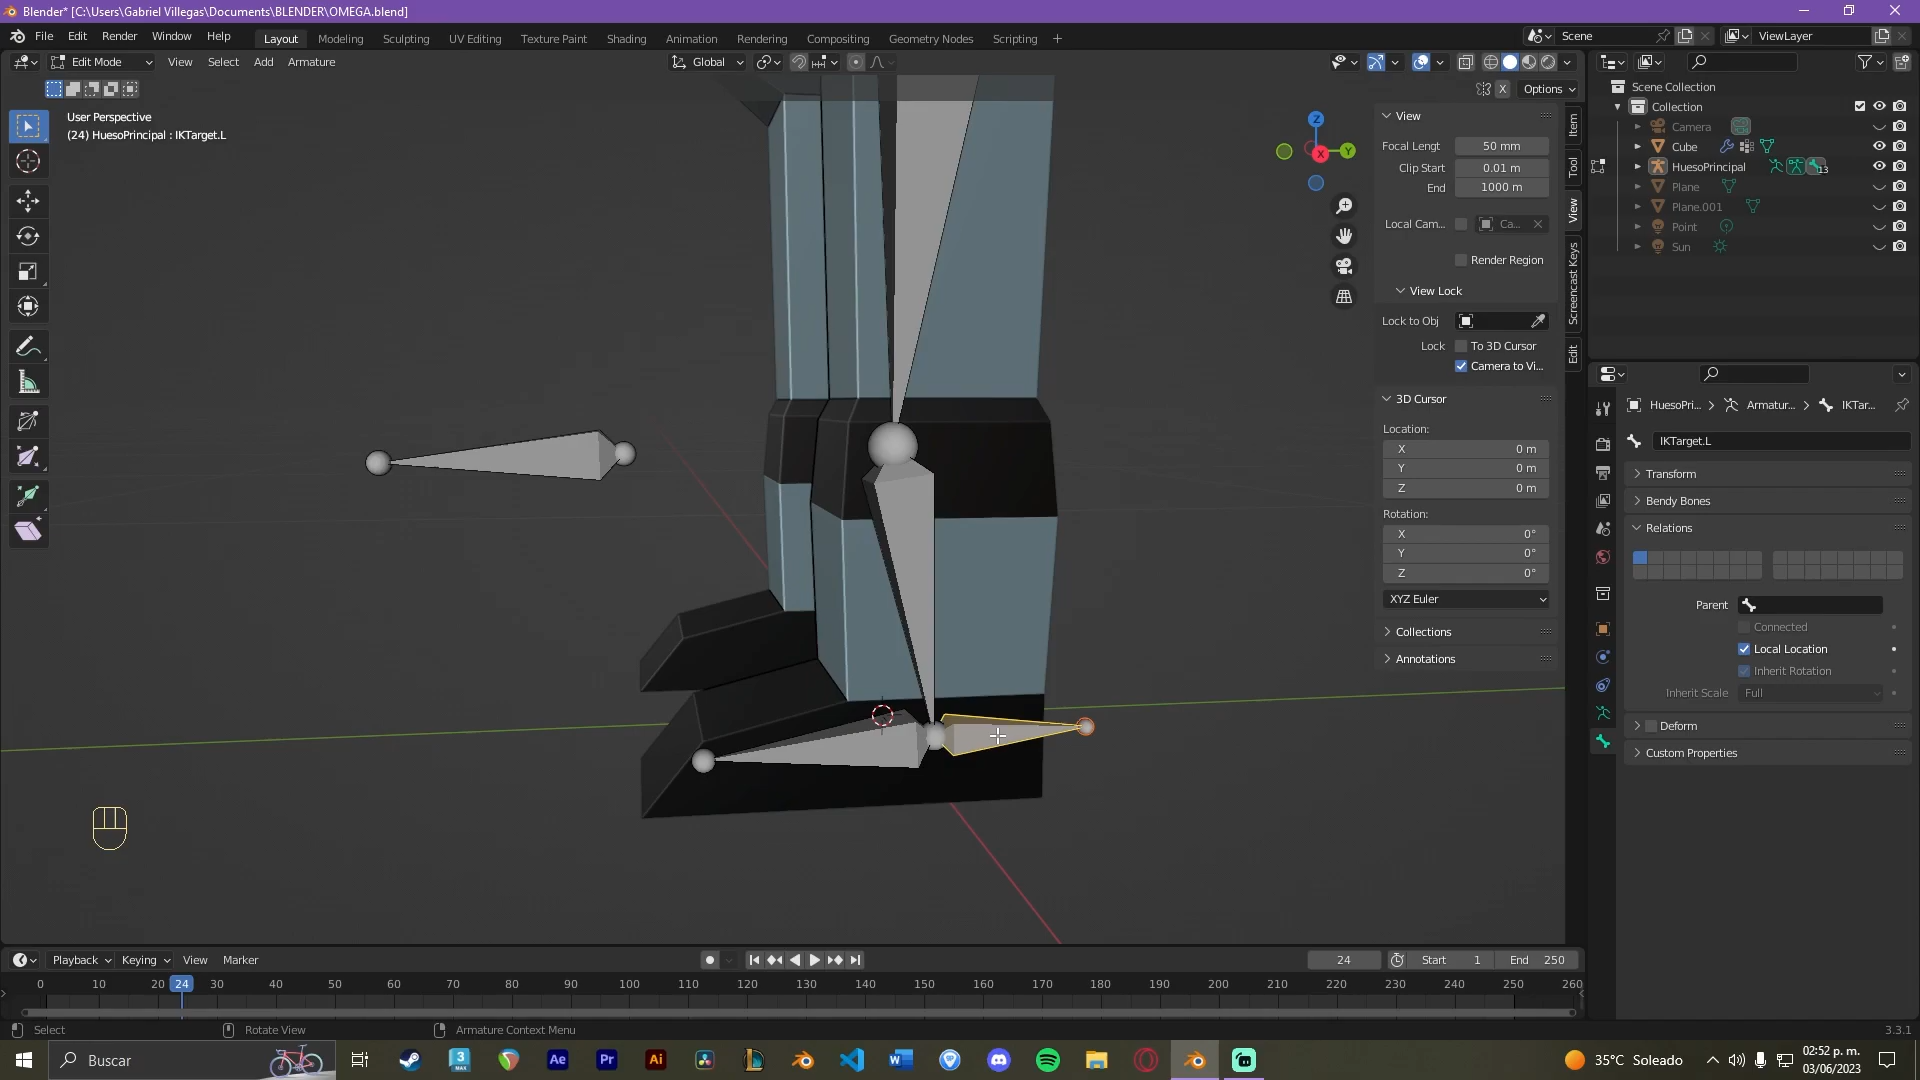 Blender* [C:\Users\Gabriel Villegas\Documents\BLENDER\OMEGA.blend]
File Edit Render Window Help
Layout Modeling Sculpting UV Editing Texture Paint Shading Animation Rendering Compositing Geometry Nodes Scripting +
Scene
ViewLayer
Edit Mode View Select Add Armature
Global
X Options
User Perspective
(24) HuesoPrincipal : IKTarget.L
Z
X
Y
View
Focal Lengt 50 mm
Clip Start 0.01 m
End 1000 m
Local Cam... Ca...
Render Region
View Lock
Lock to Obj
Lock To 3D Cursor
Camera to Vi...
3D Cursor
Location:
X 0 m
Y 0 m
Z 0 m
Rotation:
X 0°
Y 0°
Z 0°
XYZ Euler
Collections
Annotations
Item
Tool
View
Screencast Keys
Edit
Scene Collection
Collection
Camera
Cube
HuesoPrincipal 13
Plane
Plane.001
Point
Sun
HuesoPri... Armatur... IKTar...
IKTarget.L
Transform
Bendy Bones
Relations
Parent
Connected
Local Location
Inherit Rotation
Inherit Scale Full
Deform
Custom Properties
Playback Keying View Marker
24 Start 1 End 250
0 10 20 24 30 40 50 60 70 80 90 100 110 120 130 140 150 160 170 180 190 200 210 220 230 240 250 260
Select Rotate View Armature Context Menu 3.3.1
Buscar
3 MAX
Ae
Pr
Ai
W
35°C Soleado
02:52 p. m.
03/06/2023